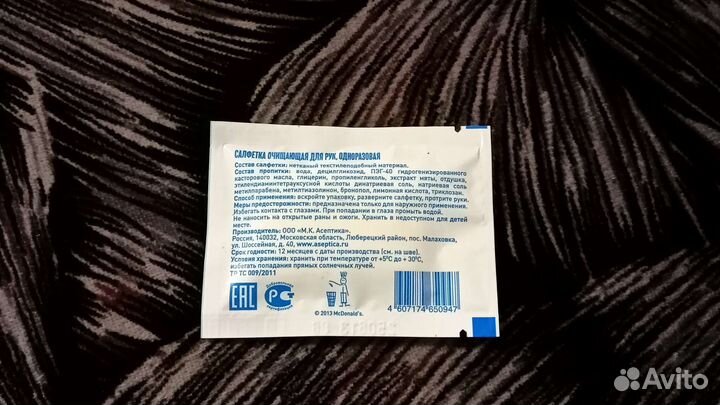 САЛФЕТКА ОЧИЩАЮЩАЯ ДЛЯ РУК, ОДНОРАЗОВАЯ
Состав салфетки: нетканый текстилеподобный материал.
Состав пропитки: вода, децилглюкозид, ПЭГ-40 гидрогенизированного
касторового масла, глицерин, пропиленгликоль, экстракт мяты, отдушка,
этилендиаминтетрауксусной кислоты динатриевая соль, натриевая соль
метилпарабена, метилтиазолинон, бронопол, лимонная кислота, триклозан.
Способ применения: вскройте упаковку, разверните салфетку, протрите руки.
Меры предосторожности: предназначена только для наружного применения.
Избегать контакта с глазами. При попадании в глаза промыть водой.
Не наносить на открытые раны и ожоги. Хранить в недоступном для детей
месте.
Производитель: ООО «М.К. Асептика».
Россия, 140032, Московская область, Люберецкий район, пос. Малаховка,
ул. Шоссейная, д. 40, www.aseptica.ru
Срок годности: 12 месяцев с даты производства (см. на шве).
Условия хранения: хранить при температуре от +5°C до + 30°C,
избегать попадания прямых солнечных лучей.
ТР ТС 009/2011
EAC
Добровольная сертификация
4 607174 650947
© 2013 McDonald's.
Avito